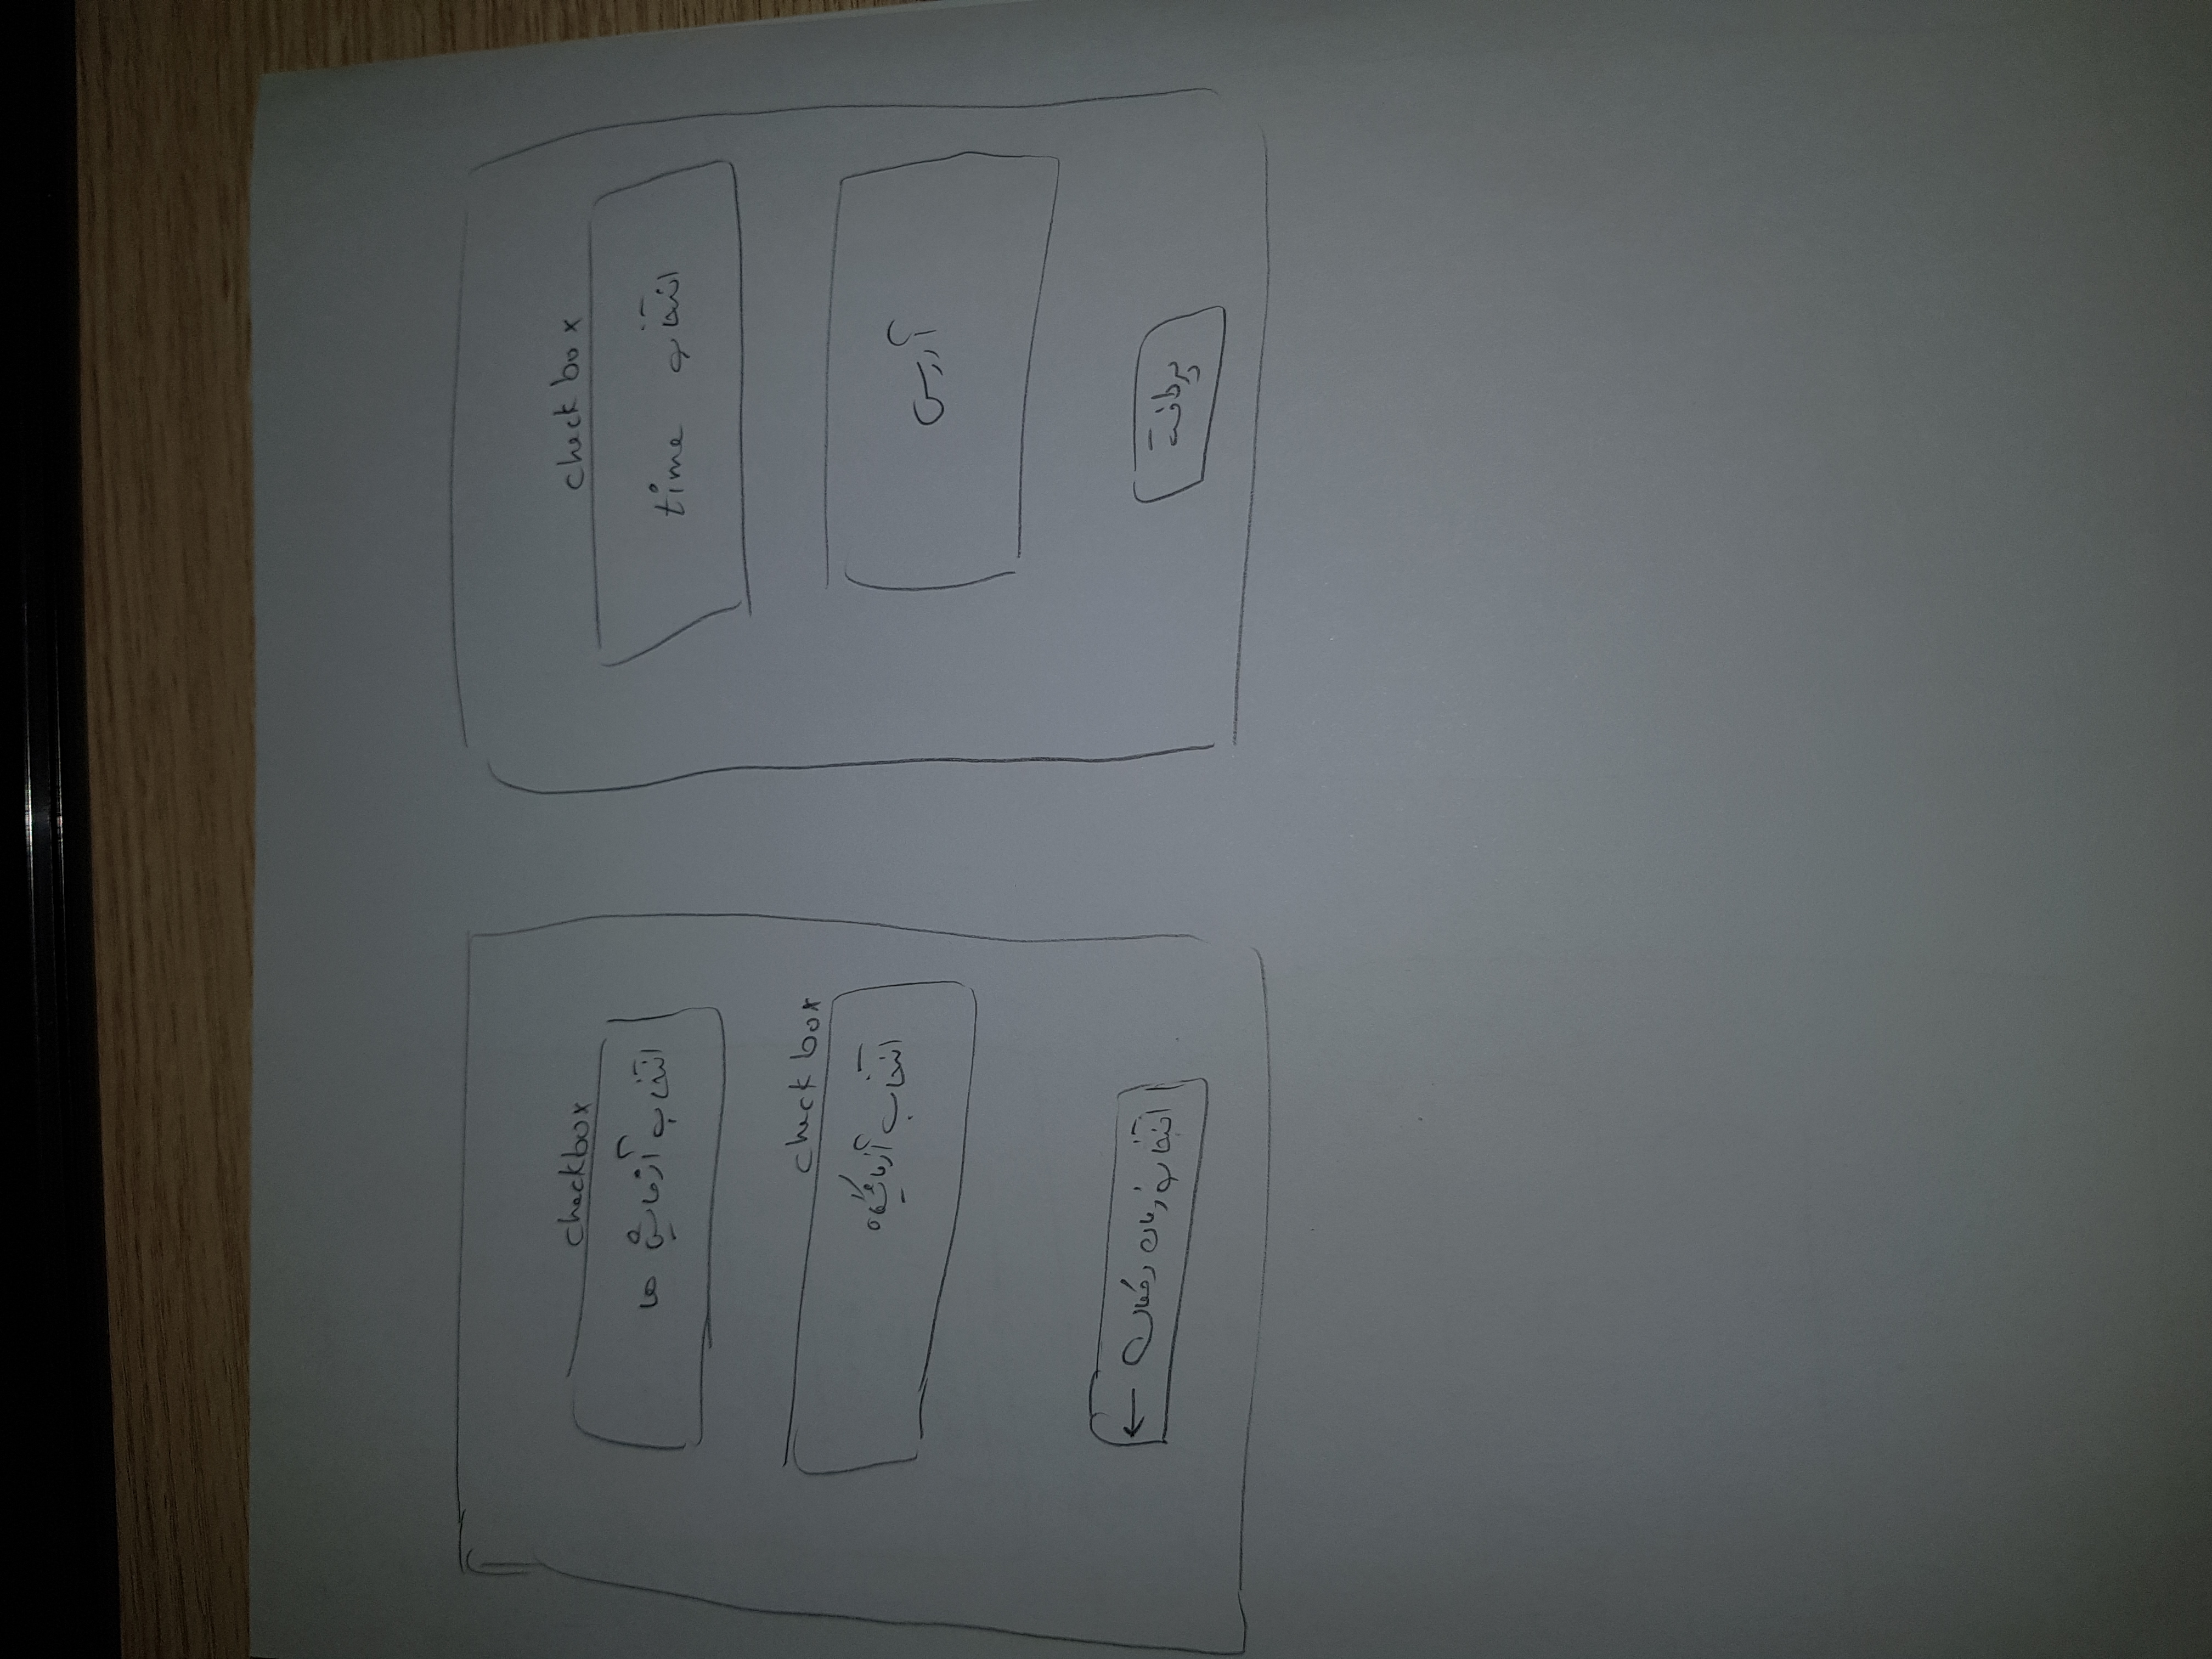 checkbox
انتخاب آزمایش ها
check box
انتخاب آزمایشگاه
انتخاب زمان و مکان ←
check box
انتخاب time
آدرس
پرداخت